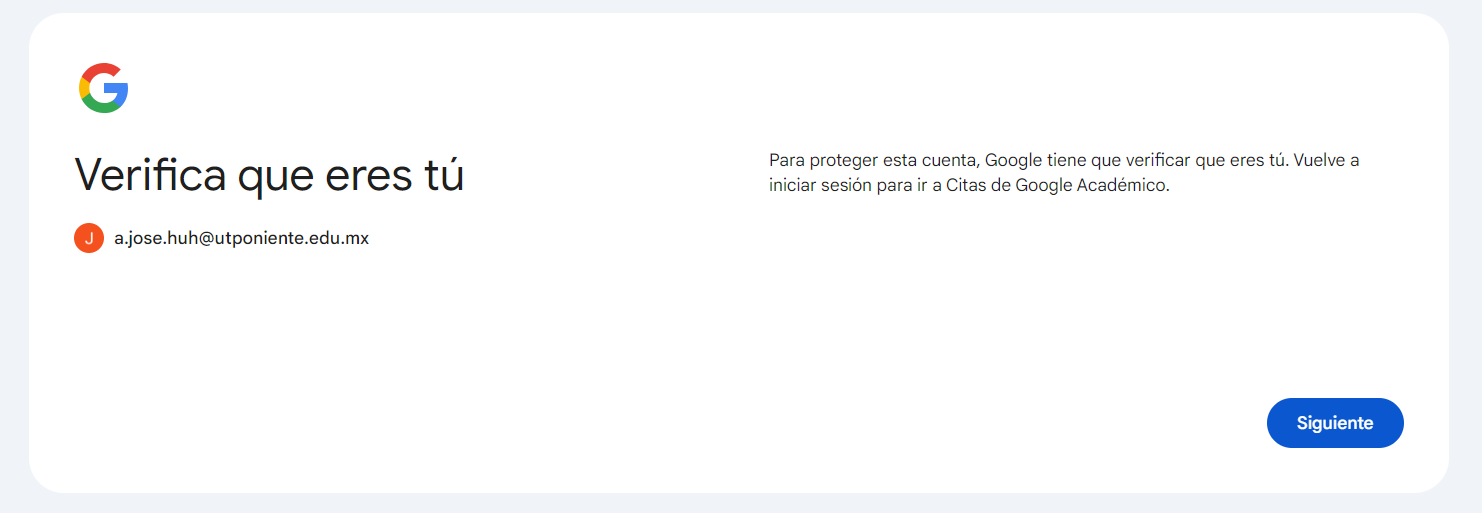 Verifica que eres tú
J a.jose.huh@utponiente.edu.mx
Para proteger esta cuenta, Google tiene que verificar que eres tú. Vuelve a
iniciar sesión para ir a Citas de Google Académico.
Siguiente